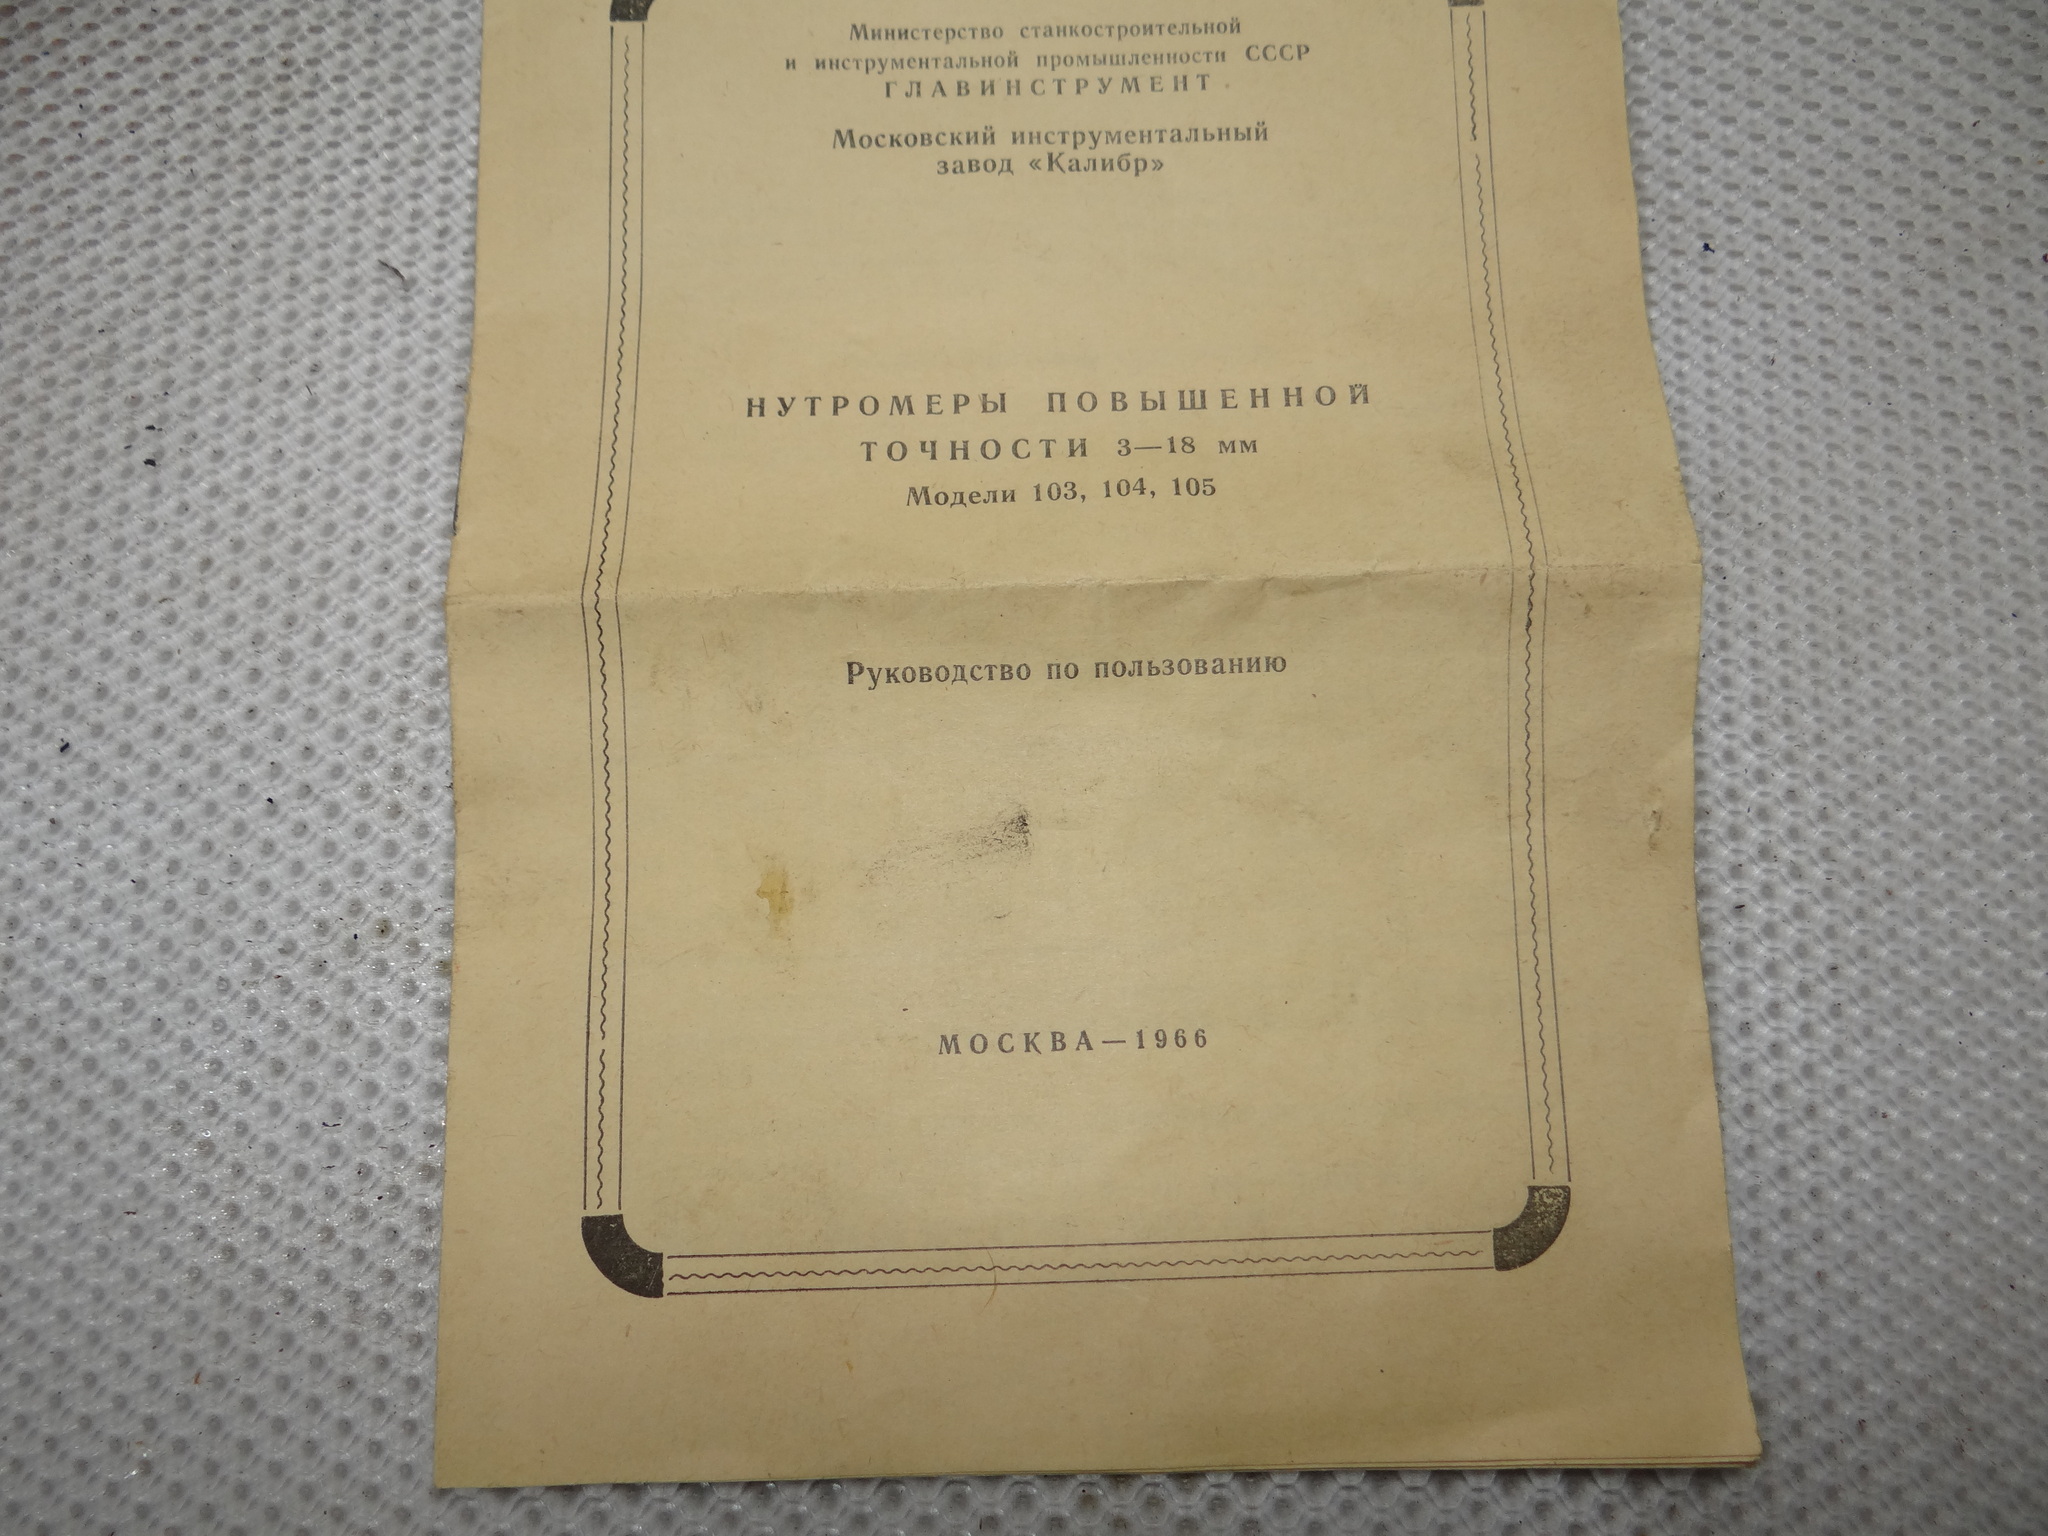 Министерство станкостроительной
и инструментальной промышленности СССР
ГЛАВИНСТРУМЕНТ
Московский инструментальный
завод «Калибр»
НУТРОМЕРЫ ПОВЫШЕННОЙ
ТОЧНОСТИ 3—18 мм
Модели 103, 104, 105
Руководство по пользованию
МОСКВА—1966